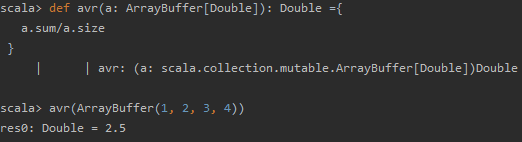 scala> def avr(a: ArrayBuffer[Double]): Double ={
  a.sum/a.size
}
    |     | avr: (a: scala.collection.mutable.ArrayBuffer[Double])Double
scala> avr(ArrayBuffer(1, 2, 3, 4))
res0: Double = 2.5